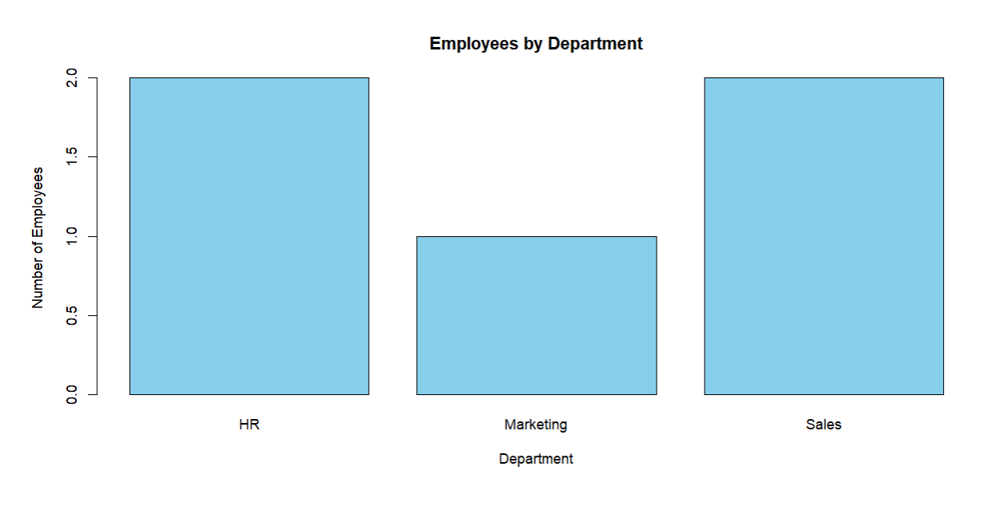 Employees by Department
Number of Employees
2.0
1.5
1.0
0.5
0.0
HR
Marketing
Sales
Department